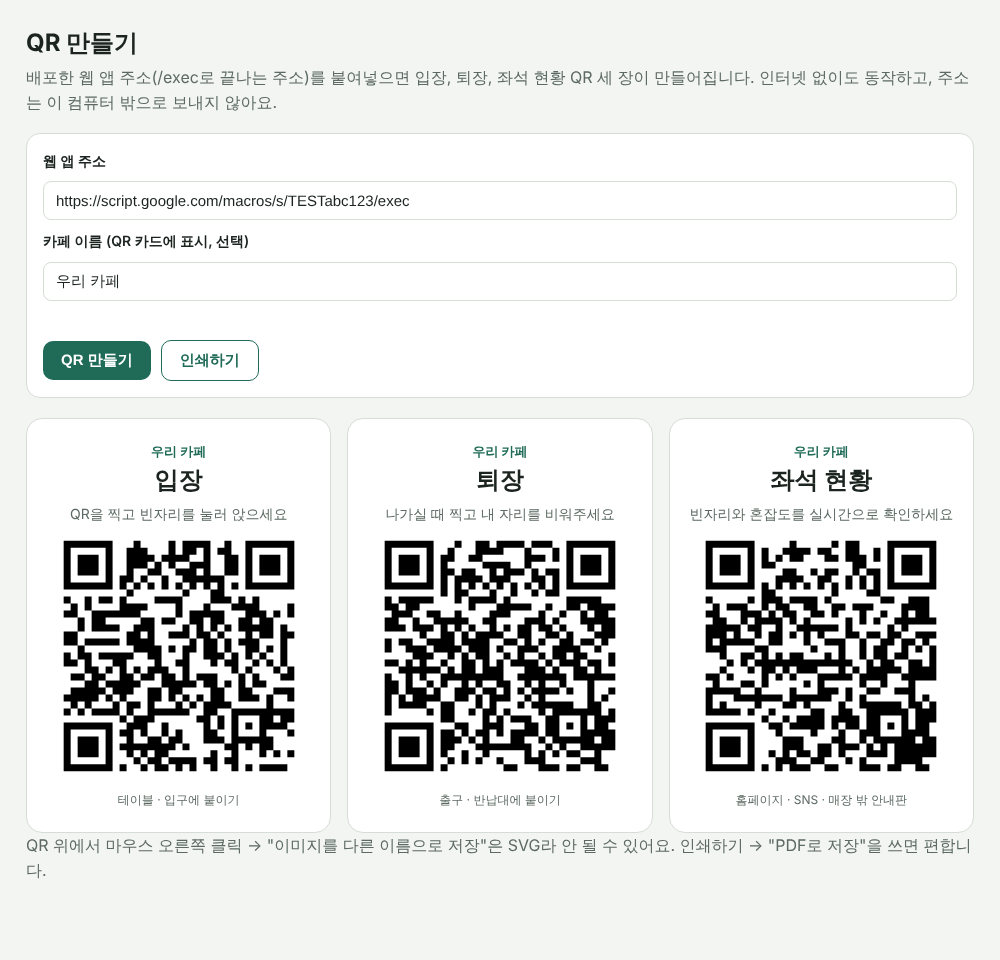 QR 만들기
배포한 웹 앱 주소(/exec로 끝나는 주소)를 붙여넣으면 입장, 퇴장, 좌석 현황 QR 세 장이 만들어집니다. 인터넷 없이도 동작하고, 주소
는 이 컴퓨터 밖으로 보내지 않아요.
웹 앱 주소
https://script.google.com/macros/s/TESTabc123/exec
카페 이름 (QR 카드에 표시, 선택)
우리 카페
QR 만들기
인쇄하기
우리 카페
입장
QR을 찍고 빈자리를 눌러 앉으세요
테이블 · 입구에 붙이기
우리 카페
퇴장
나가실 때 찍고 내 자리를 비워주세요
출구 · 반납대에 붙이기
우리 카페
좌석 현황
빈자리와 혼잡도를 실시간으로 확인하세요
홈페이지 · SNS · 매장 밖 안내판
QR 위에서 마우스 오른쪽 클릭 → "이미지를 다른 이름으로 저장"은 SVG라 안 될 수 있어요. 인쇄하기 → "PDF로 저장"을 쓰면 편합니
다.